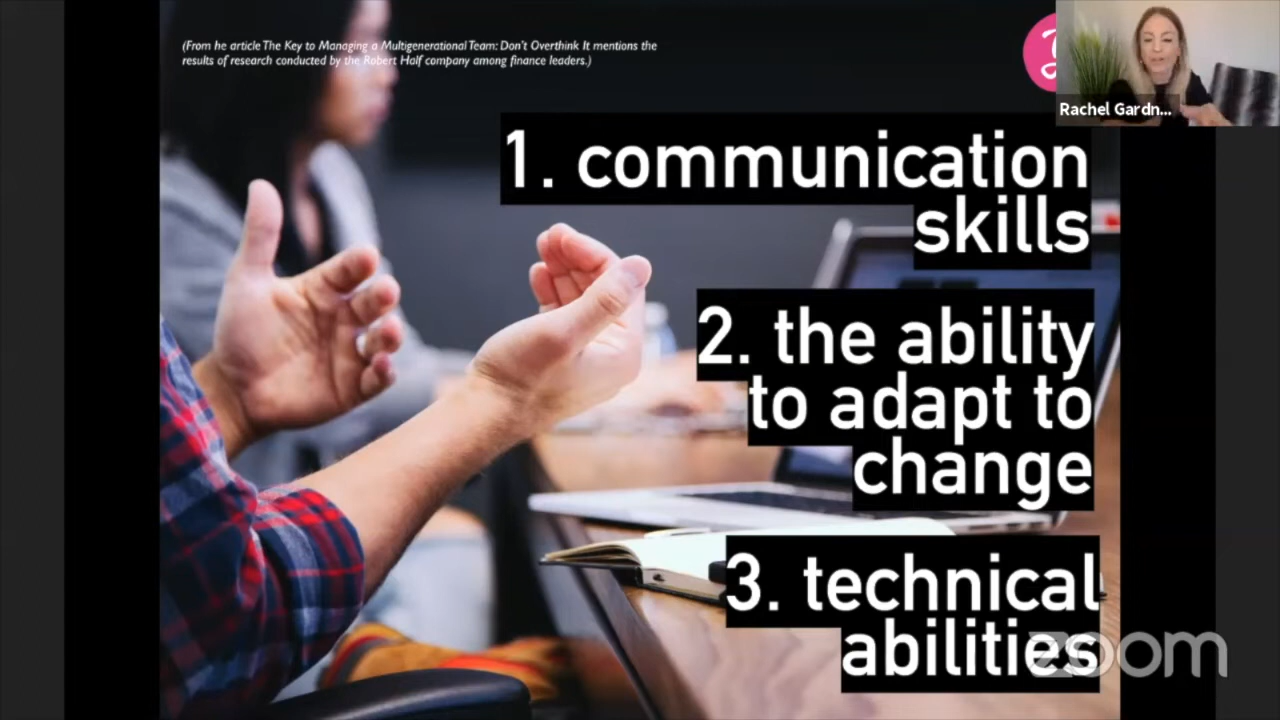 (From he article The Key to Managing a Multigenerational Team: Don't Overthink It mentions the
results of research conducted by the Robert Half company among finance leaders.)
Rachel Gardn...
1. communication
skills
2. the ability
to adapt to
change
3. technical
abilities
zoom